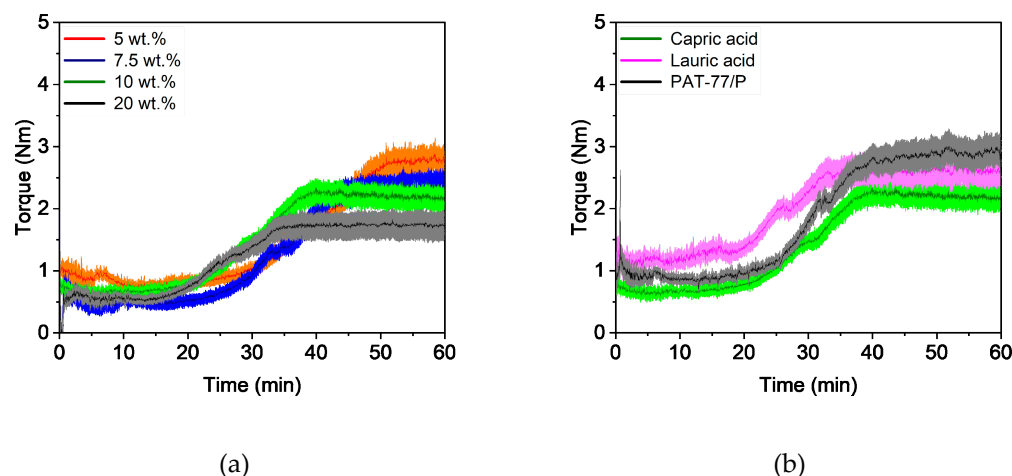 5 wt.%
7.5 wt.%
10 wt.%
20 wt.%
5
4
3
2
1
0
Torque (Nm)
0 10 20 30 40 50 60
Time (min)
(a)
Capric acid
Lauric acid
PAT-77/P
5
4
3
2
1
0
Torque (Nm)
0 10 20 30 40 50 60
Time (min)
(b)